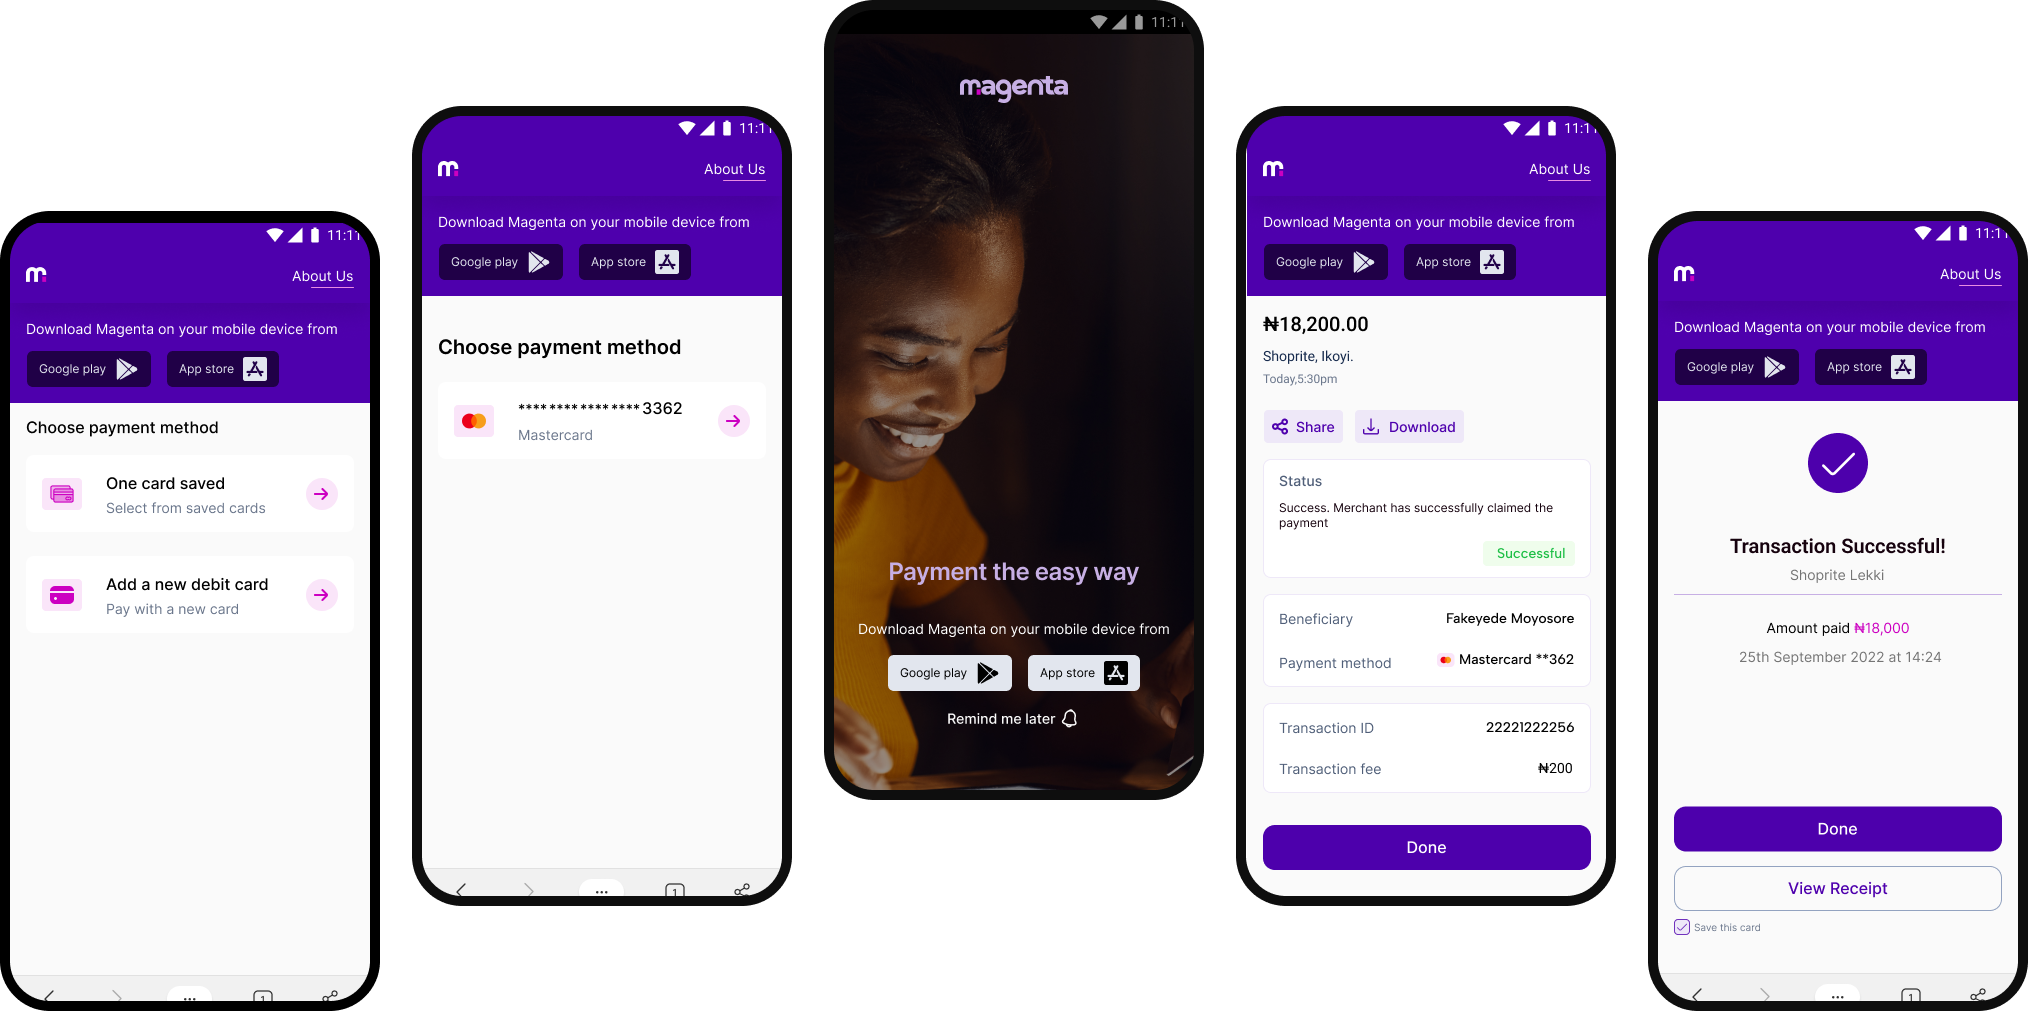 11:11
m.
About Us
Download Magenta on your mobile device from
Google play
App store
Choose payment method
One card saved
Select from saved cards
Add a new debit card
Pay with a new card
1
11:11
m.
About Us
Download Magenta on your mobile device from
Google play
App store
Choose payment method
****************3362
Mastercard
1
11:11
magenta
Payment the easy way
Download Magenta on your mobile device from
Google play
App store
Remind me later
11:11
m.
About Us
Download Magenta on your mobile device from
Google play
App store
₦18,200.00
Shoprite, Ikoyi.
Today,5:30pm
Share
Download
Status
Success. Merchant has successfully claimed the
payment
Successful
Beneficiary Fakeyede Moyosore
Payment method Mastercard **362
Transaction ID 22221222256
Transaction fee ₦200
Done
11:11
m.
About Us
Download Magenta on your mobile device from
Google play
App store
Transaction Successful!
Shoprite Lekki
Amount paid ₦18,000
25th September 2022 at 14:24
Done
View Receipt
Save this card
1